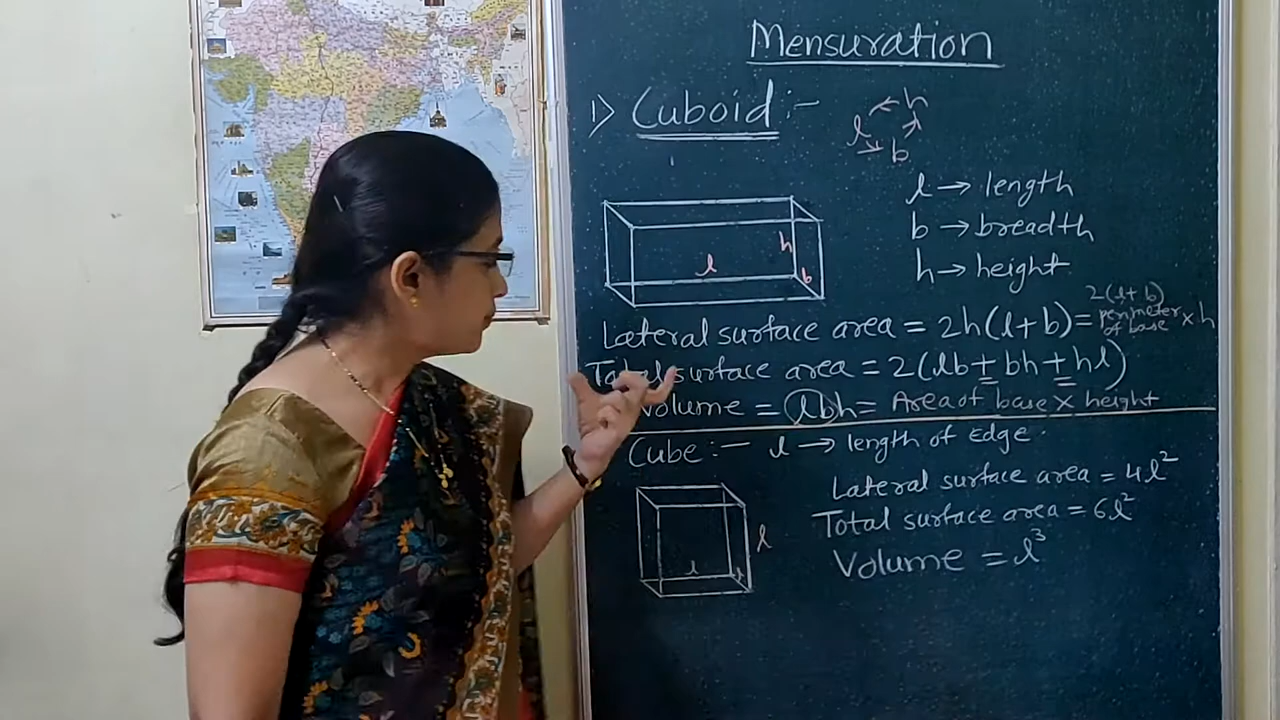 Mensuration
1) Cuboid :-
h
l
b
l → length
b → breadth
h → height
h
l
b
Lateral surface area = 2h(l+b) = perimeter of base × h
2(l+b)
Total surface area = 2(lb + bh + hl)
Volume = lbh = Area of base × height
Cube :- l → length of Edge.
Lateral surface area = 4l²
Total surface area = 6l²
Volume = l³
l
l
l